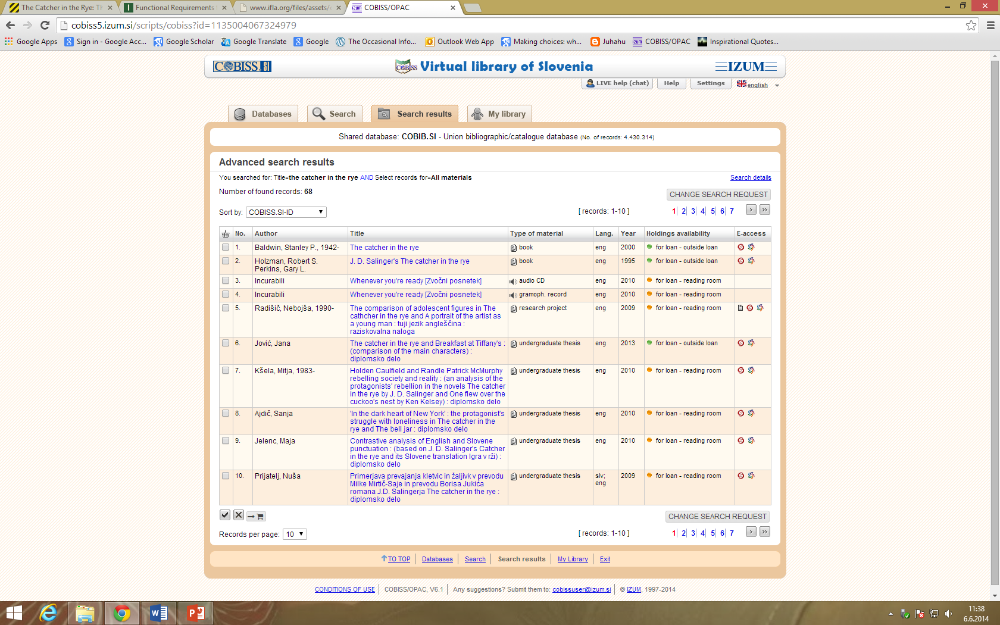 The Catcher in the Rye: Th
Functional Requirements
www.ifla.org/files/assets/
COBISS/OPAC
cobiss5.izum.si/scripts/cobiss?id=1135004067324979
Google Apps
Sign in - Google Acc...
Google Scholar
Google Translate
Google
The Occasional Info...
Outlook Web App
Making choices: wh...
Juhahu
COBISS/OPAC
Inspirational Quotes...
COBISS.SI
COBISS Virtual library of Slovenia
IZUM
LIVE help (chat)
Help
Settings
english
Databases
Search
Search results
My library
Shared database: COBIB.SI - Union bibliographic/catalogue database (No. of records: 4.430.314)
Advanced search results
You searched for: Title=the catcher in the rye AND Select records for=All materials
Search details
Number of found records: 68
CHANGE SEARCH REQUEST
Sort by: COBISS.SI-ID
[ records: 1-10 ]
1| 2| 3| 4| 5| 6| 7 > >>
No. Author Title Type of material Lang. Year Holdings availability E-access
1. Baldwin, Stanley P., 1942- The catcher in the rye book eng 2000 for loan - outside loan
2. Holzman, Robert S. J. D. Salinger's The catcher in the rye book eng 1995 for loan - outside loan
Perkins, Gary L.
3. Incurabili Whenever you're ready [Zvočni posnetek] audio CD eng 2010 for loan - reading room
4. Incurabili Whenever you're ready [Zvočni posnetek] gramoph. record eng 2010 for loan - reading room
5. Radišič, Nebojša, 1990- The comparison of adolescent figures in The research project eng 2009 for loan - reading room
cathcher in the rye and A portrait of the artist as
a young man : tuji jezik angleščina :
raziskovalna naloga
6. Jović, Jana The catcher in the rye and Breakfast at Tiffany's : undergraduate thesis eng 2013 for loan - outside loan
(comparison of the main characters) :
diplomsko delo
7. Kšela, Mitja, 1983- Holden Caulfield and Randle Patrick McMurphy undergraduate thesis eng 2010 for loan - reading room
rebelling society and reality : (an analysis of the
protagonists' rebellion in the novels The catcher
in the rye by J. D. Salinger and One flew over the
cuckoo's nest by Ken Kelsey) : diplomsko delo
8. Ajdič, Sanja 'In the dark heart of New York' : the protagonist's undergraduate thesis eng 2010 for loan - reading room
struggle with loneliness in The catcher in the
rye and The bell jar : diplomsko delo
9. Jelenc, Maja Contrastive analysis of English and Slovene undergraduate thesis eng 2010 for loan - reading room
punctuation : (based on J. D. Salinger's Catcher
in the rye and its Slovene translation Igra v rži) :
diplomsko delo
10. Prijatelj, Nuša Primerjava prevajanja kletvic in žaljivk v prevodu undergraduate thesis slv; 2009 for loan - reading room
Milke Mirtič-Saje in prevodu Borisa Jukića eng
romana J.D. Salingerja The catcher in the rye :
diplomsko delo
CHANGE SEARCH REQUEST
Records per page: 10
[ records: 1-10 ]
1| 2| 3| 4| 5| 6| 7 > >>
TO TOP | Databases | Search | Search results | My Library | Exit
CONDITIONS OF USE | COBISS/OPAC, V6.1 | Any suggestions? Submit them to: cobissuser@izum.si | © IZUM, 1997-2014
11:38
6.6.2014